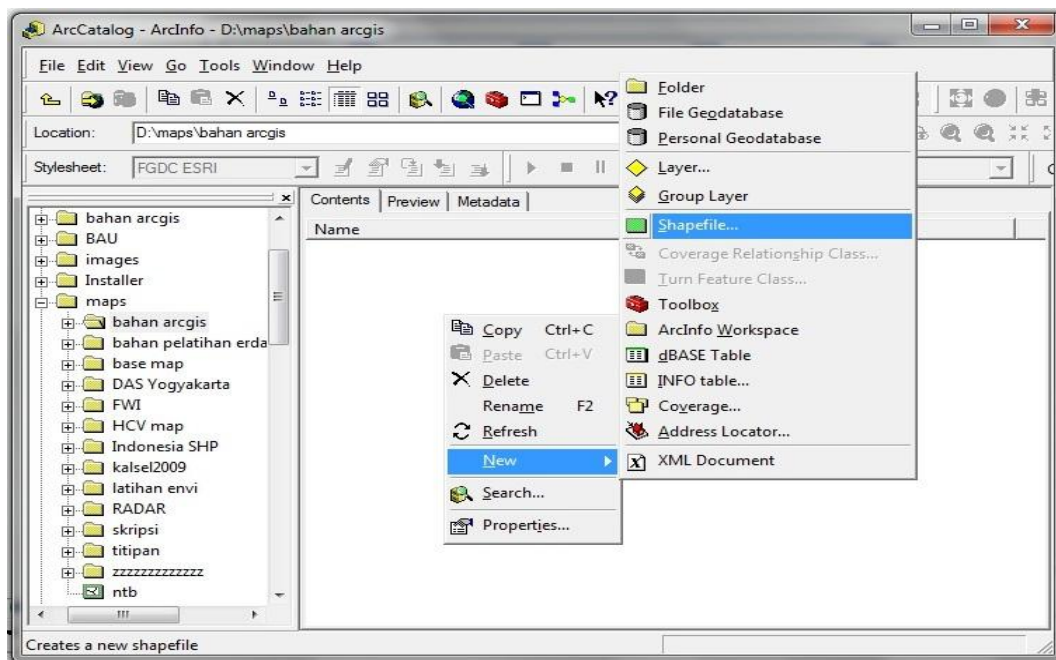 ArcCatalog - ArcInfo - D:\maps\bahan arcgis
File Edit View Go Tools Window Help
Location: D:\maps\bahan arcgis
Stylesheet: FGDC ESRI
Contents Preview Metadata
Name
bahan arcgis
BAU
images
Installer
maps
bahan arcgis
bahan pelatihan erda
base map
DAS Yogyakarta
FWI
HCV map
Indonesia SHP
kalsel2009
latihan envi
RADAR
skripsi
titipan
zzzzzzzzzzzzz
ntb
Copy Ctrl+C
Paste Ctrl+V
Delete
Rename F2
Refresh
New
Search...
Properties...
Folder
File Geodatabase
Personal Geodatabase
Layer...
Group Layer
Shapefile...
Coverage Relationship Class...
Turn Feature Class...
Toolbox
ArcInfo Workspace
dBASE Table
INFO table...
Coverage...
Address Locator...
XML Document
Creates a new shapefile